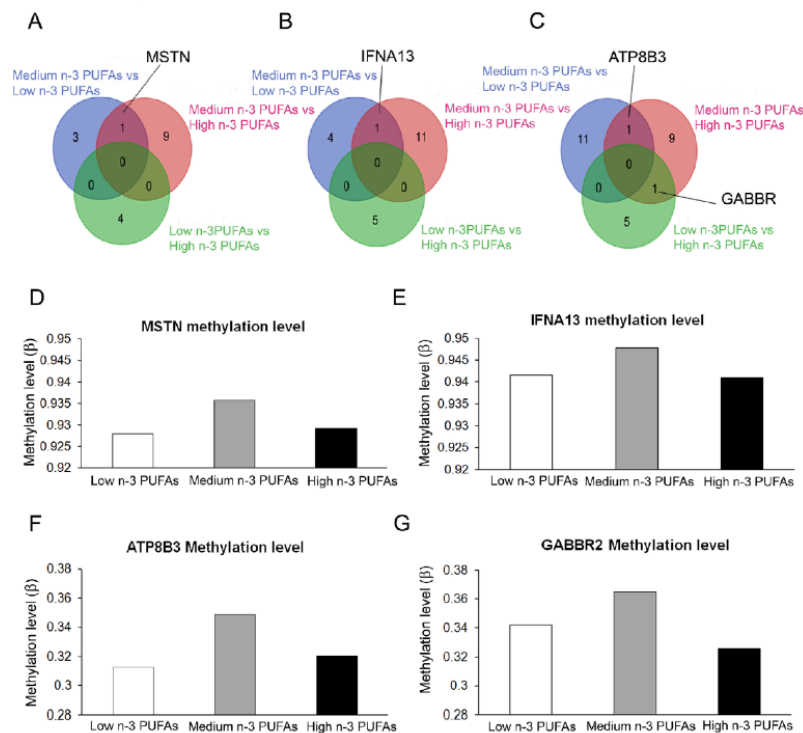 A
B
C
MSTN
IFNA13
ATP8B3
Medium n-3 PUFAs vs
Low n-3 PUFAs
Medium n-3 PUFAs vs
High n-3 PUFAs
3
1
9
0
0
0
4
Low n-3PUFAs vs
High n-3 PUFAs
Medium n-3 PUFAs vs
Low n-3 PUFAs
Medium n-3 PUFAs vs
High n-3 PUFAs
4
1
11
0
0
0
5
Low n-3PUFAs vs
High n-3 PUFAs
Medium n-3 PUFAs vs
Low n-3 PUFAs
Medium n-3 PUFAs
High n-3 PUFAs
11
1
9
0
0
1
GABBR
5
Low n-3PUFAs vs
High n-3 PUFAs
D
MSTN methylation level
Methylation level (β)
0.95
0.945
0.94
0.935
0.93
0.925
0.92
Low n-3 PUFAs Medium n-3 PUFAs High n-3 PUFAs
E
IFNA13 methylation level
Methylation level (β)
0.95
0.945
0.94
0.935
0.93
0.925
0.92
Low n-3 PUFAs Medium n-3 PUFAs High n-3 PUFAs
F
ATP8B3 Methylation level
Methylation level (β)
0.38
0.36
0.34
0.32
0.3
0.28
Low n-3 PUFAs Medium n-3 PUFAs High n-3 PUFAs
G
GABBR2 Methylation level
Methylation level (β)
0.38
0.36
0.34
0.32
0.3
0.28
Low n-3 PUFAs Medium n-3 PUFAs High n-3 PUFAs